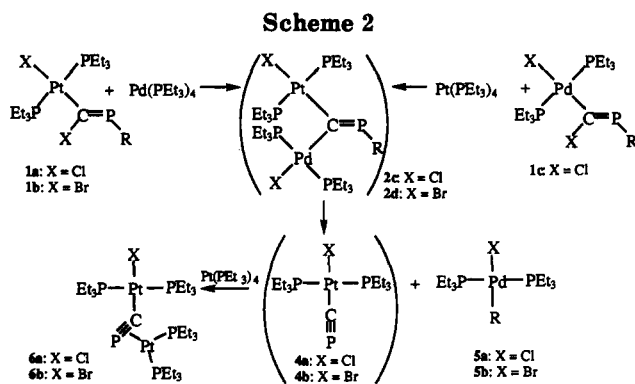 Scheme 2
X PEt3 Pt Et3P C P X R
+ Pd(PEt3)4
1a: X = Cl
1b: X = Br
X PEt3 Pt Et3P Et3P C P R Pd X PEt3
2c: X = Cl
2d: X = Br
Pt(PEt3)4 +
X PEt3 Pd Et3P C P X R
1c: X = Cl
X
Et3P Pt PEt3
C
P Pt PEt3
PEt3
6a: X = Cl
6b: X = Br
Pt(PEt3)4
X
Et3P Pt PEt3
C
P
4a: X = Cl
4b: X = Br
+
X
Et3P Pd PEt3
R
5a: X = Cl
5b: X = Br